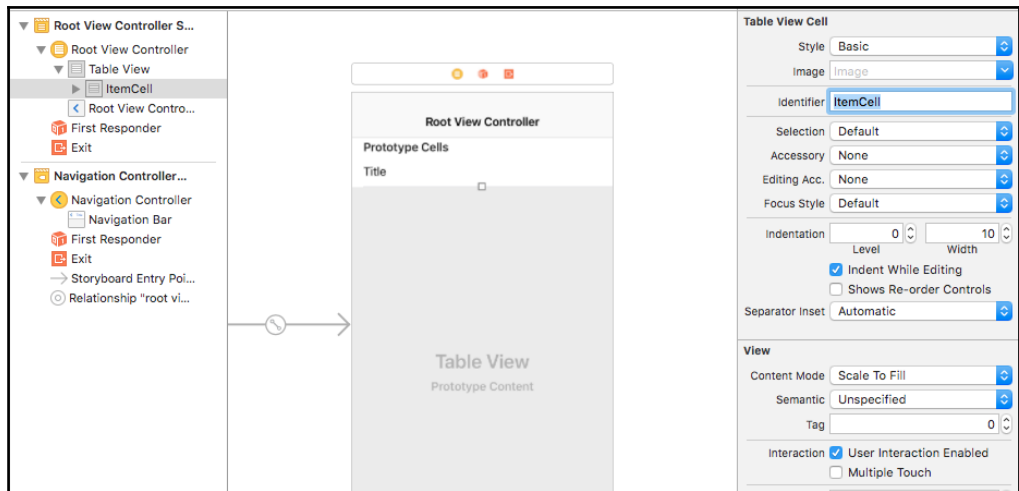 Root View Controller S...
Root View Controller
Table View
ItemCell
Root View Contro...
First Responder
Exit
Navigation Controller...
Navigation Controller
Navigation Bar
First Responder
Exit
Storyboard Entry Poi...
Relationship "root vi...
Root View Controller
Prototype Cells
Title
Table View
Prototype Content
Table View Cell
Style Basic
Image Image
Identifier ItemCell
Selection Default
Accessory None
Editing Acc. None
Focus Style Default
Indentation 0 10
Level Width
Indent While Editing
Shows Re-order Controls
Separator Inset Automatic
View
Content Mode Scale To Fill
Semantic Unspecified
Tag 0
Interaction User Interaction Enabled
Multiple Touch